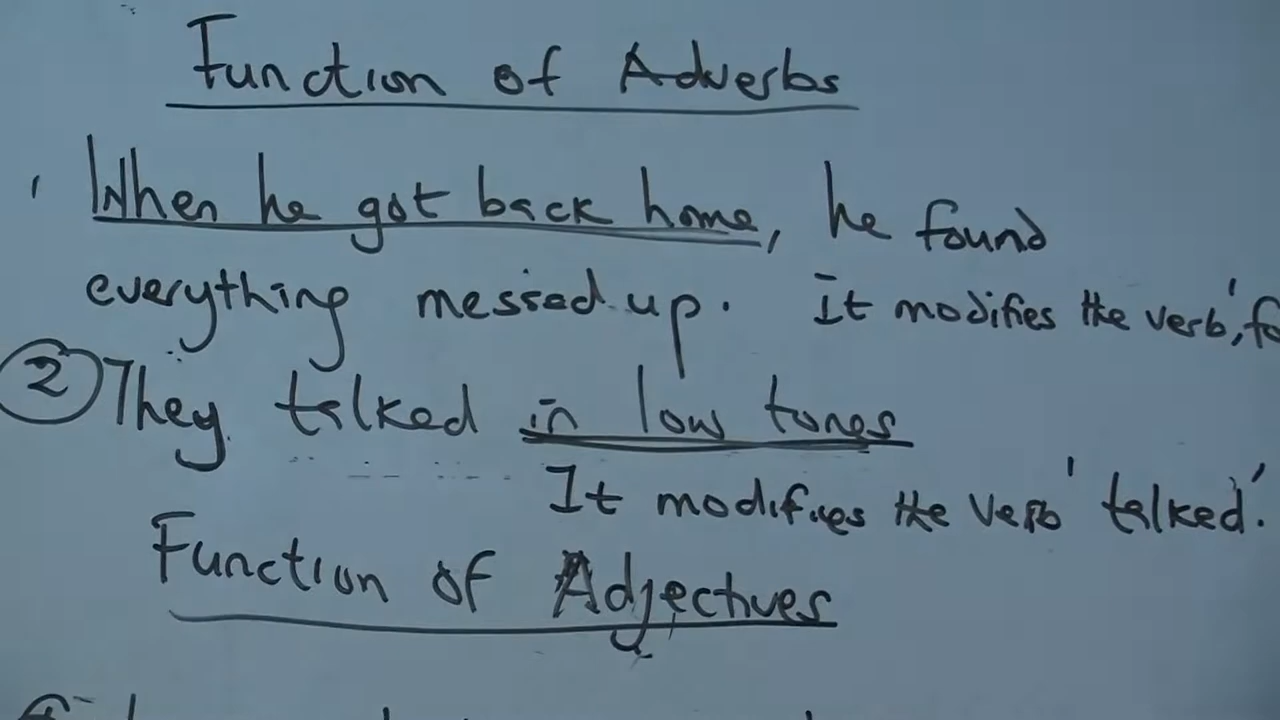 Function of Adverbs
When he got back home, he found
everything messed up. It modifies the verb
② They talked in low tones
It modifies the verb 'talked'.
Function of Adjectives